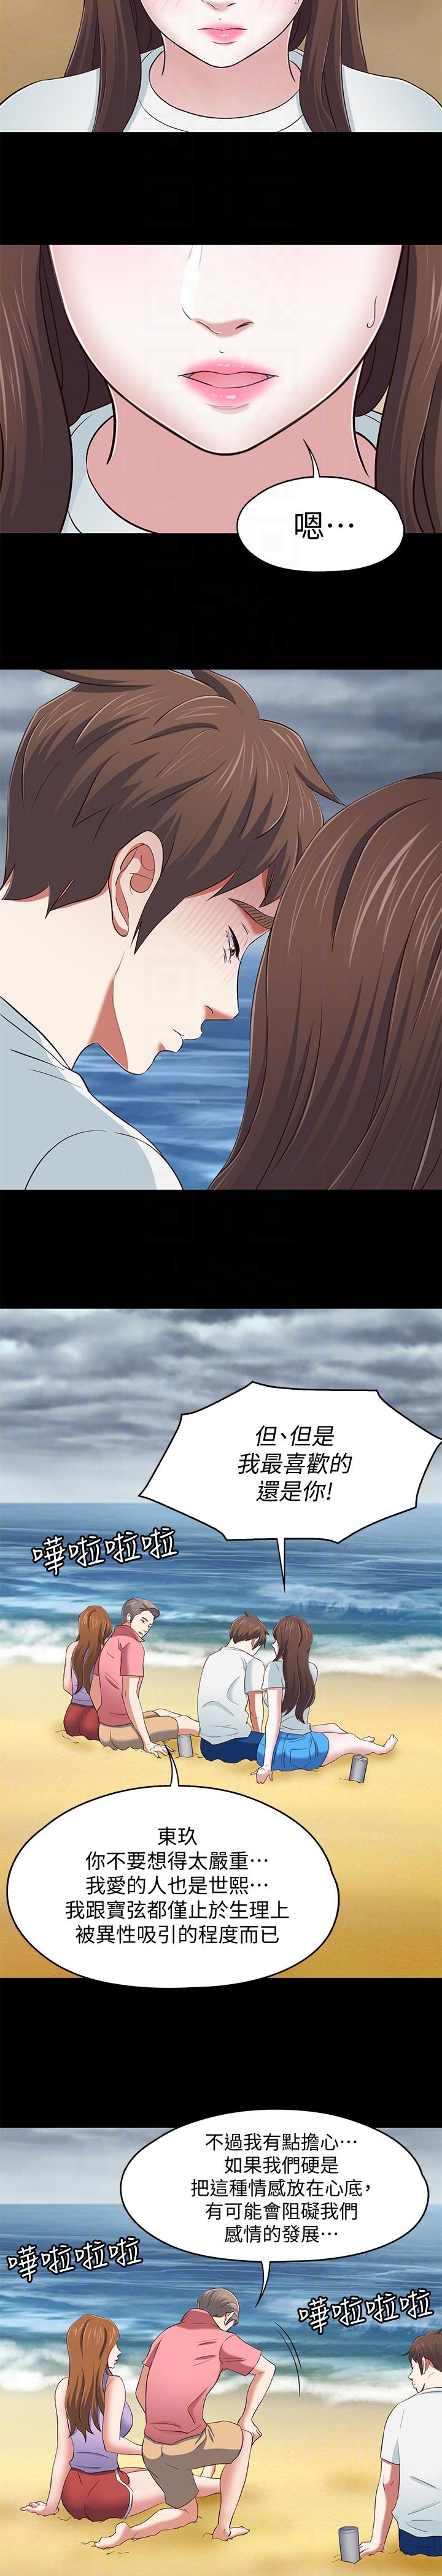 嗯…
但、但是
我最喜歡的
還是你!
嘩啦啦啦
東玖
你不要想得太嚴重…
我愛的人也是世熙…
我跟寶弦都僅止於生理上
被異性吸引的程度而已
不過我有點擔心…
如果我們硬是
把這種情感放在心底,
有可能會阻礙我們
感情的發展…
嘩啦啦啦
嘩啦啦啦